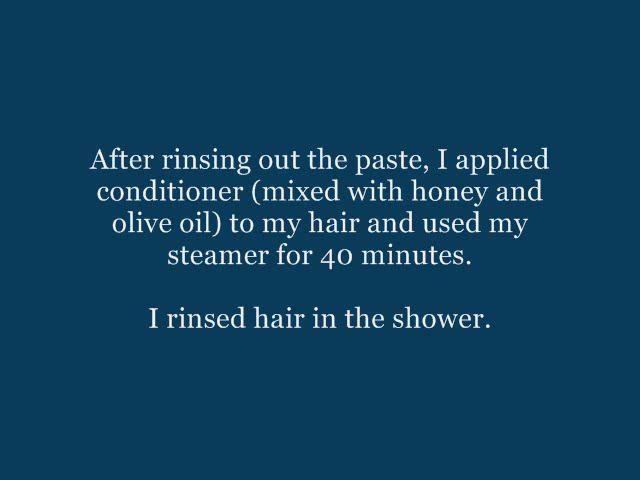 After rinsing out the paste, I applied
conditioner (mixed with honey and
olive oil) to my hair and used my
steamer for 40 minutes.
I rinsed hair in the shower.